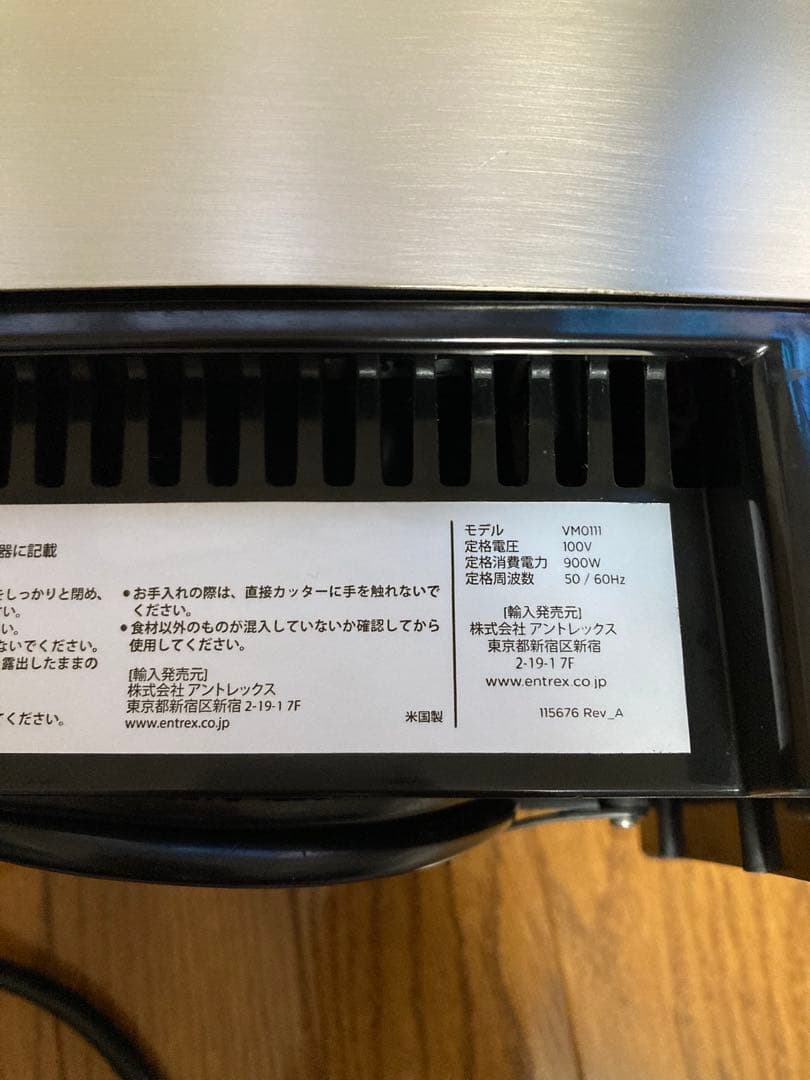 器に記載
をしっかりと閉め、
い。
い。
ないでください。
露出したままの
てください。
●お手入れの際は、直接カッターに手を触れないで
ください。
●食材以外のものが混入していないか確認してから
使用してください。
[輸入発売元]
株式会社 アントレックス
東京都新宿区新宿 2-19-1 7F
www.entrex.co.jp
米国製
モデル VM0111
定格電圧 100V
定格消費電力 900W
定格周波数 50 / 60Hz
[輸入発売元]
株式会社 アントレックス
東京都新宿区新宿
2-19-1 7F
www.entrex.co.jp
115676 Rev_A